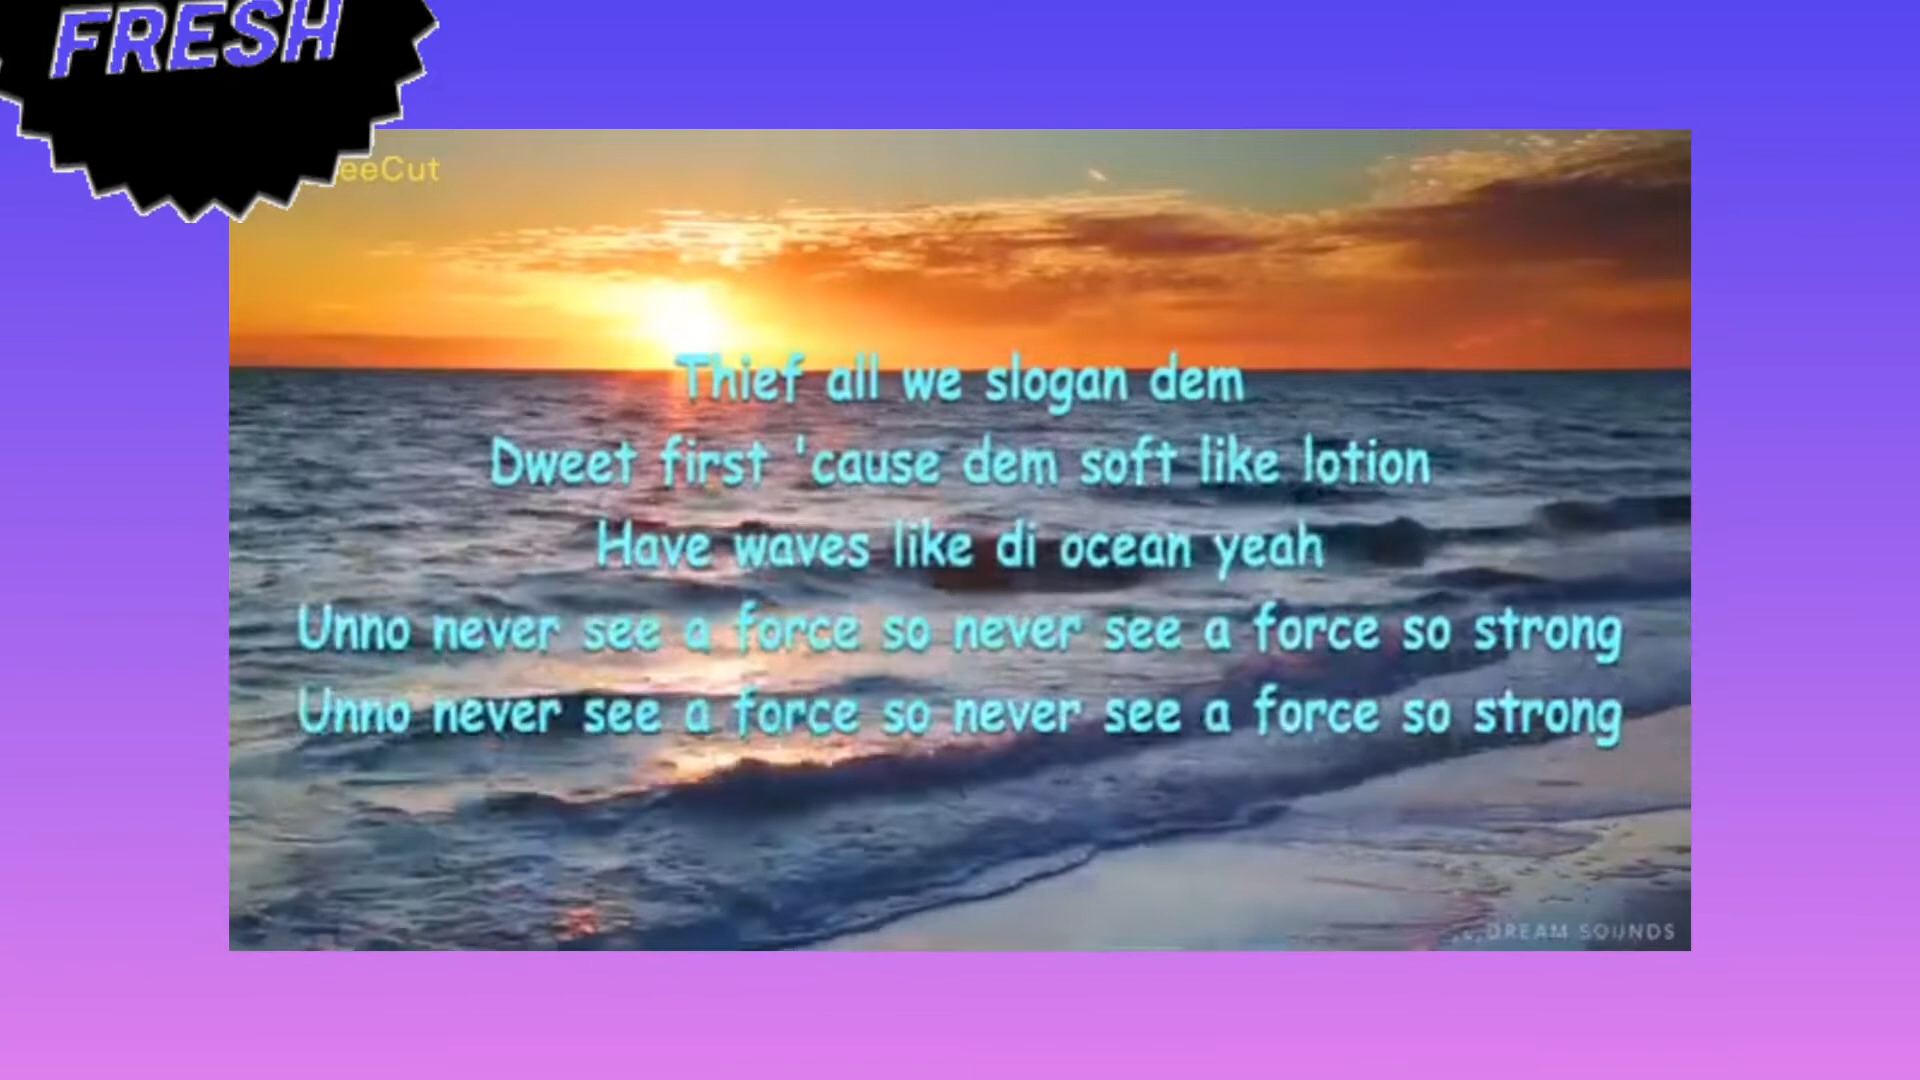 FRESH
eeCut
Thief all we slogan dem
Dweet first 'cause dem soft like lotion
Have waves like di ocean yeah
Unno never see a force so never see a force so strong
Unno never see a force so never see a force so strong
DREAM SOUNDS